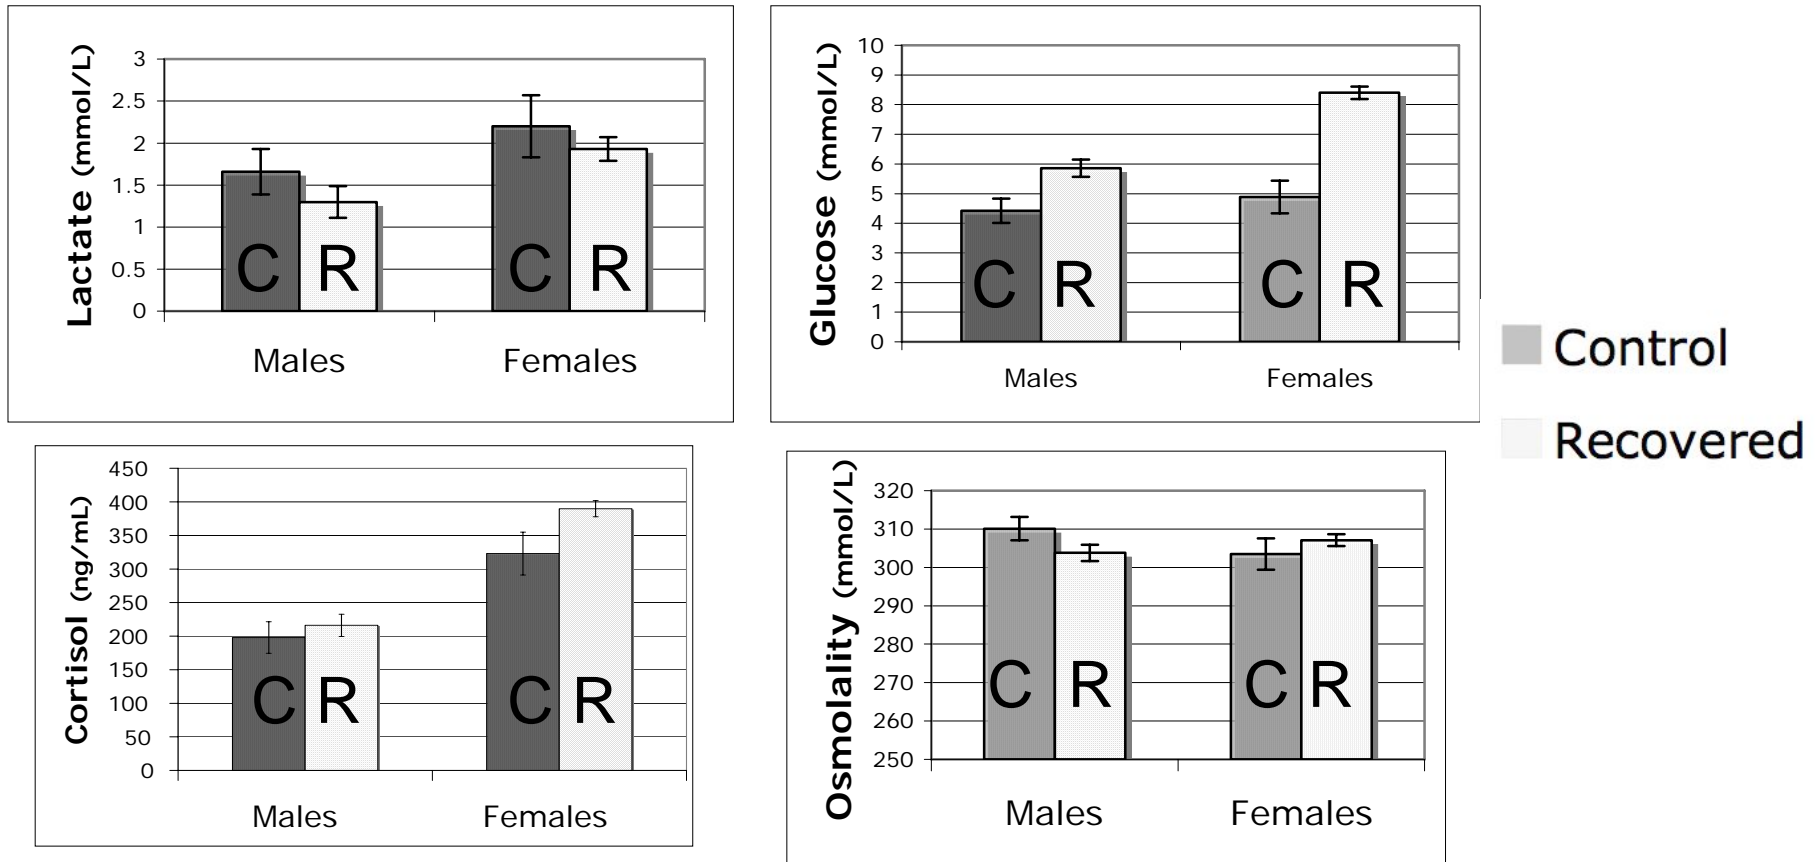 Lactate (mmol/L)
3
2.5
2
1.5
1
0.5
0
C R C R
Males Females
Glucose (mmol/L)
10
9
8
7
6
5
4
3
2
1
0
C R C R
Males Females
Control
Recovered
Cortisol (ng/mL)
450
400
350
300
250
200
150
100
50
0
C R C R
Males Females
Osmolality (mmol/L)
320
310
300
290
280
270
260
250
C R C R
Males Females